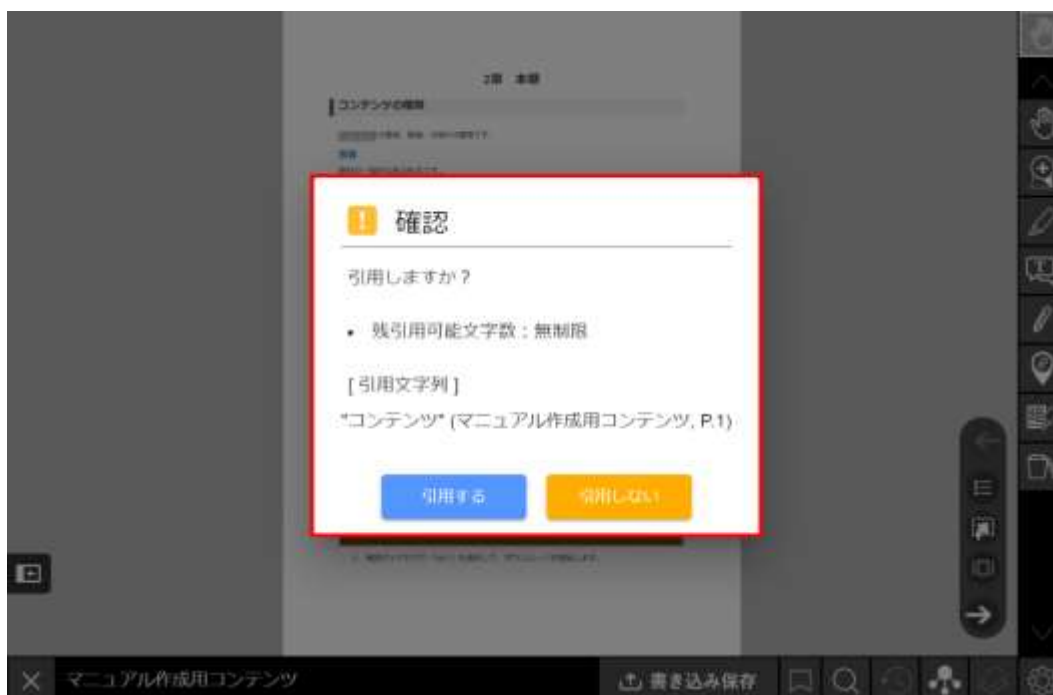 2章 本章
コンテンツの種類
確認
引用しますか？
• 残引用可能文字数：無制限
[ 引用文字列 ]
"コンテンツ" (マニュアル作成用コンテンツ, P.1)
引用する
引用しない
マニュアル作成用コンテンツ
書き込み保存